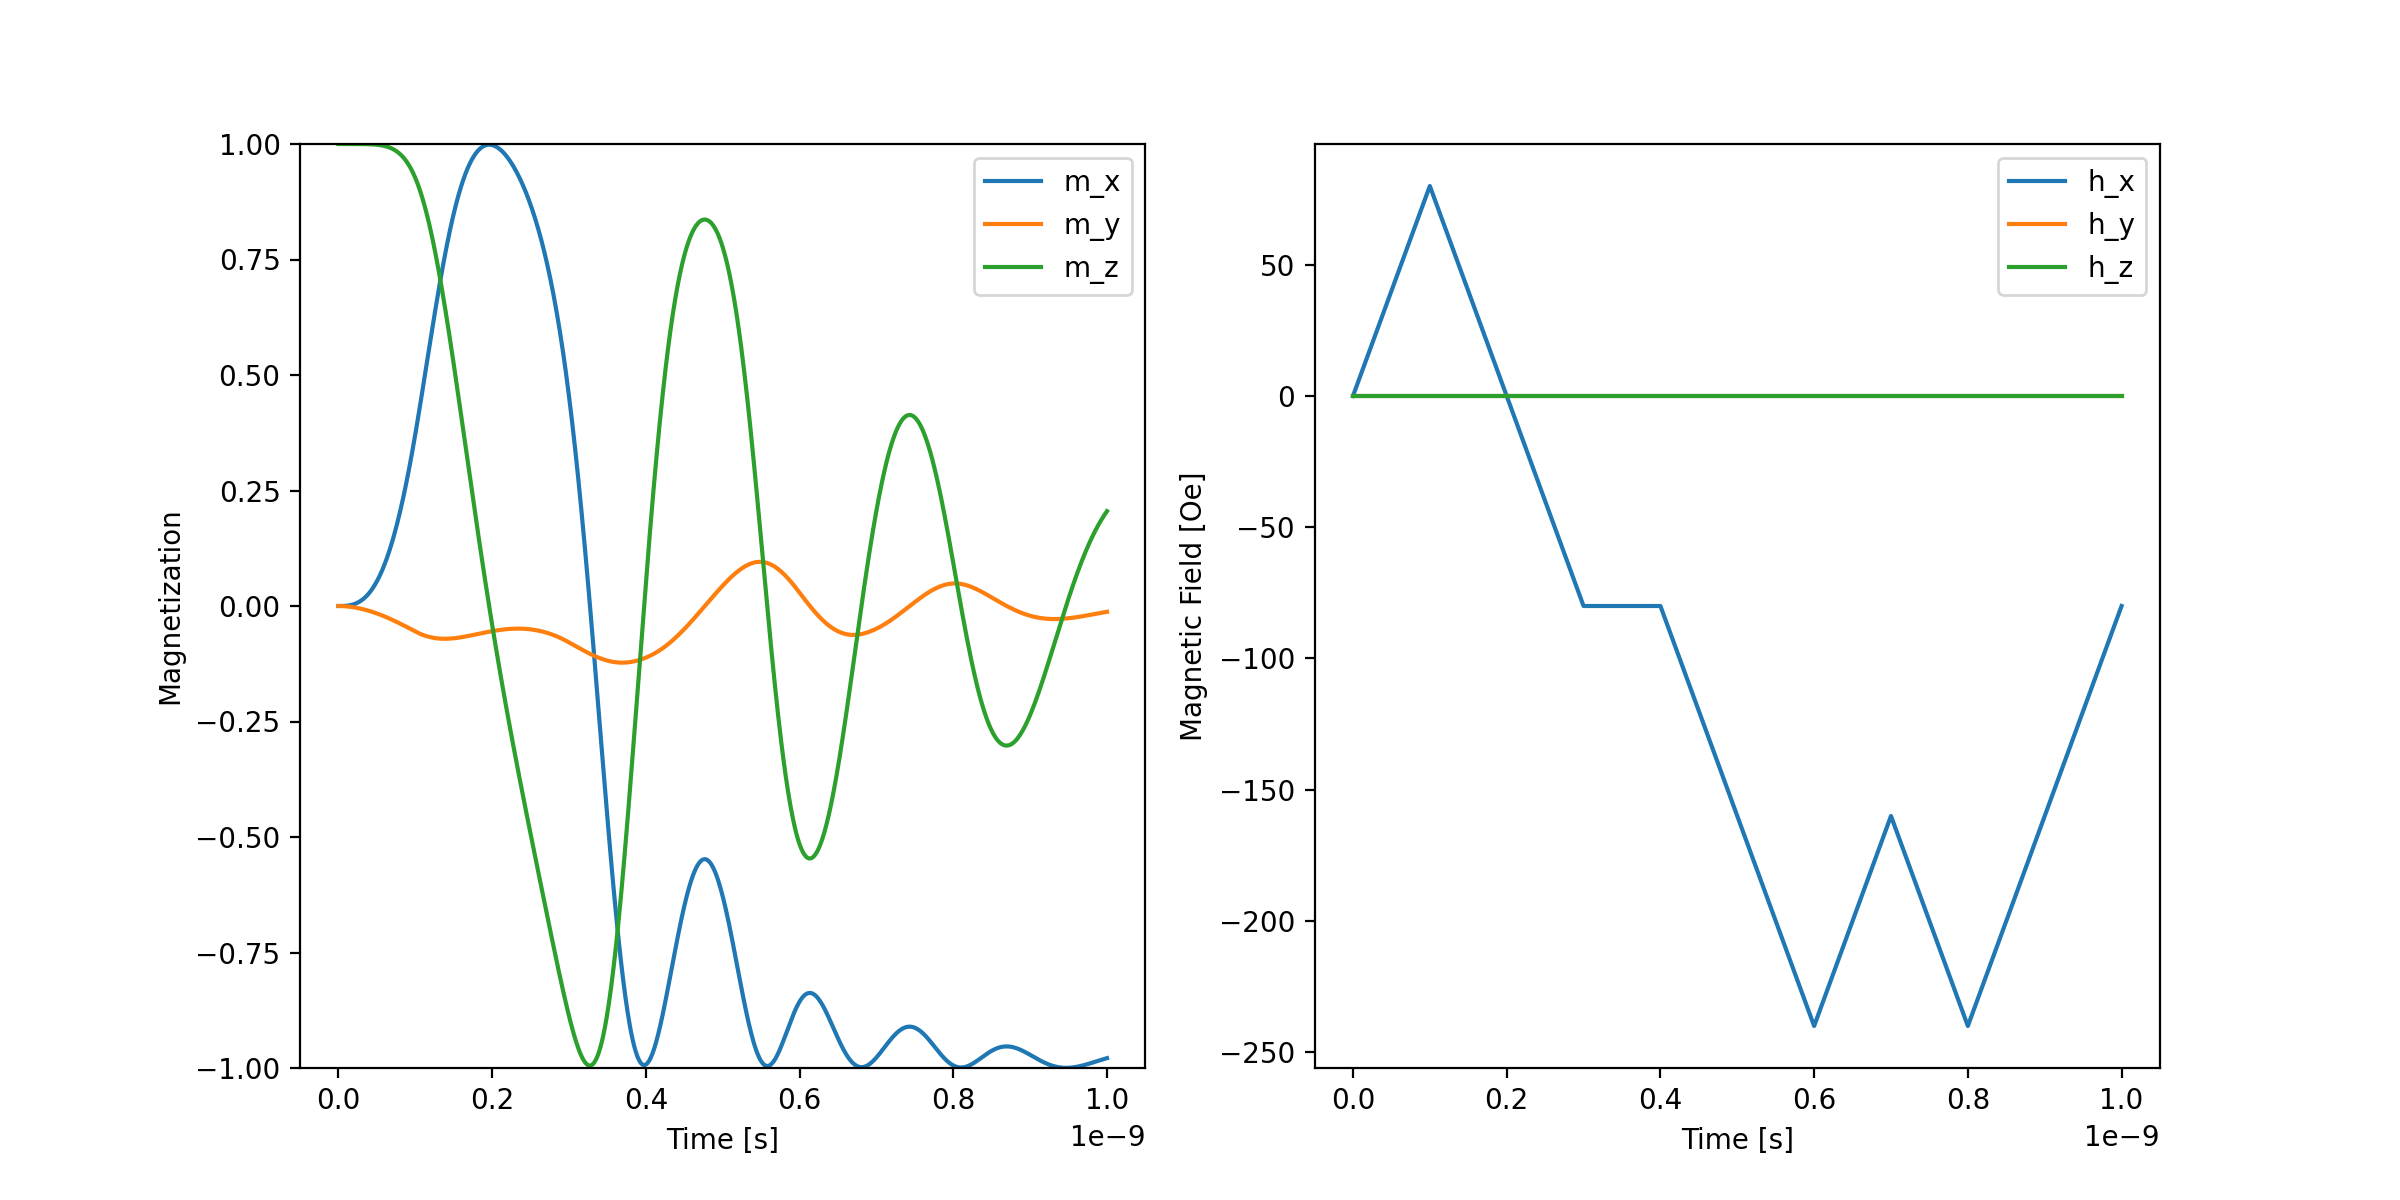 1.00
0.75
0.50
0.25
0.00
−0.25
−0.50
−0.75
−1.00
Magnetization
0.0 0.2 0.4 0.6 0.8 1.0
Time [s]
1e−9
m_x
m_y
m_z
50
0
−50
−100
−150
−200
−250
Magnetic Field [Oe]
0.0 0.2 0.4 0.6 0.8 1.0
Time [s]
1e−9
h_x
h_y
h_z